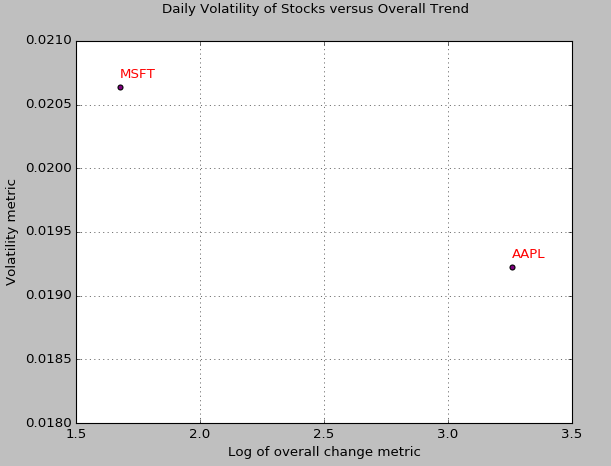 Daily Volatility of Stocks versus Overall Trend
0.0210
MSFT
0.0205
0.0200
Volatility metric
0.0195
AAPL
0.0190
0.0185
0.0180
1.5 2.0 2.5 3.0 3.5
Log of overall change metric